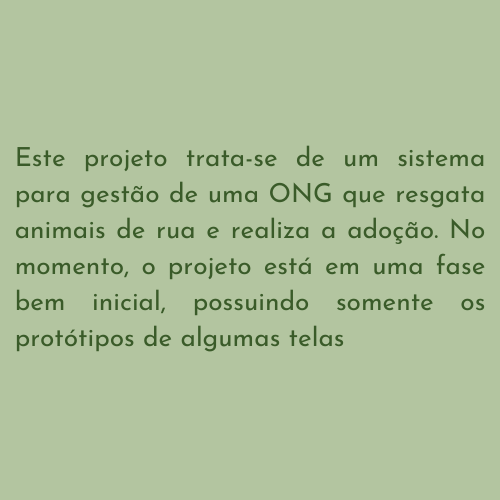 Este projeto trata-se de um sistema
para gestão de uma ONG que resgata
animais de rua e realiza a adoção. No
momento, o projeto está em uma fase
bem inicial, possuindo somente os
protótipos de algumas telas